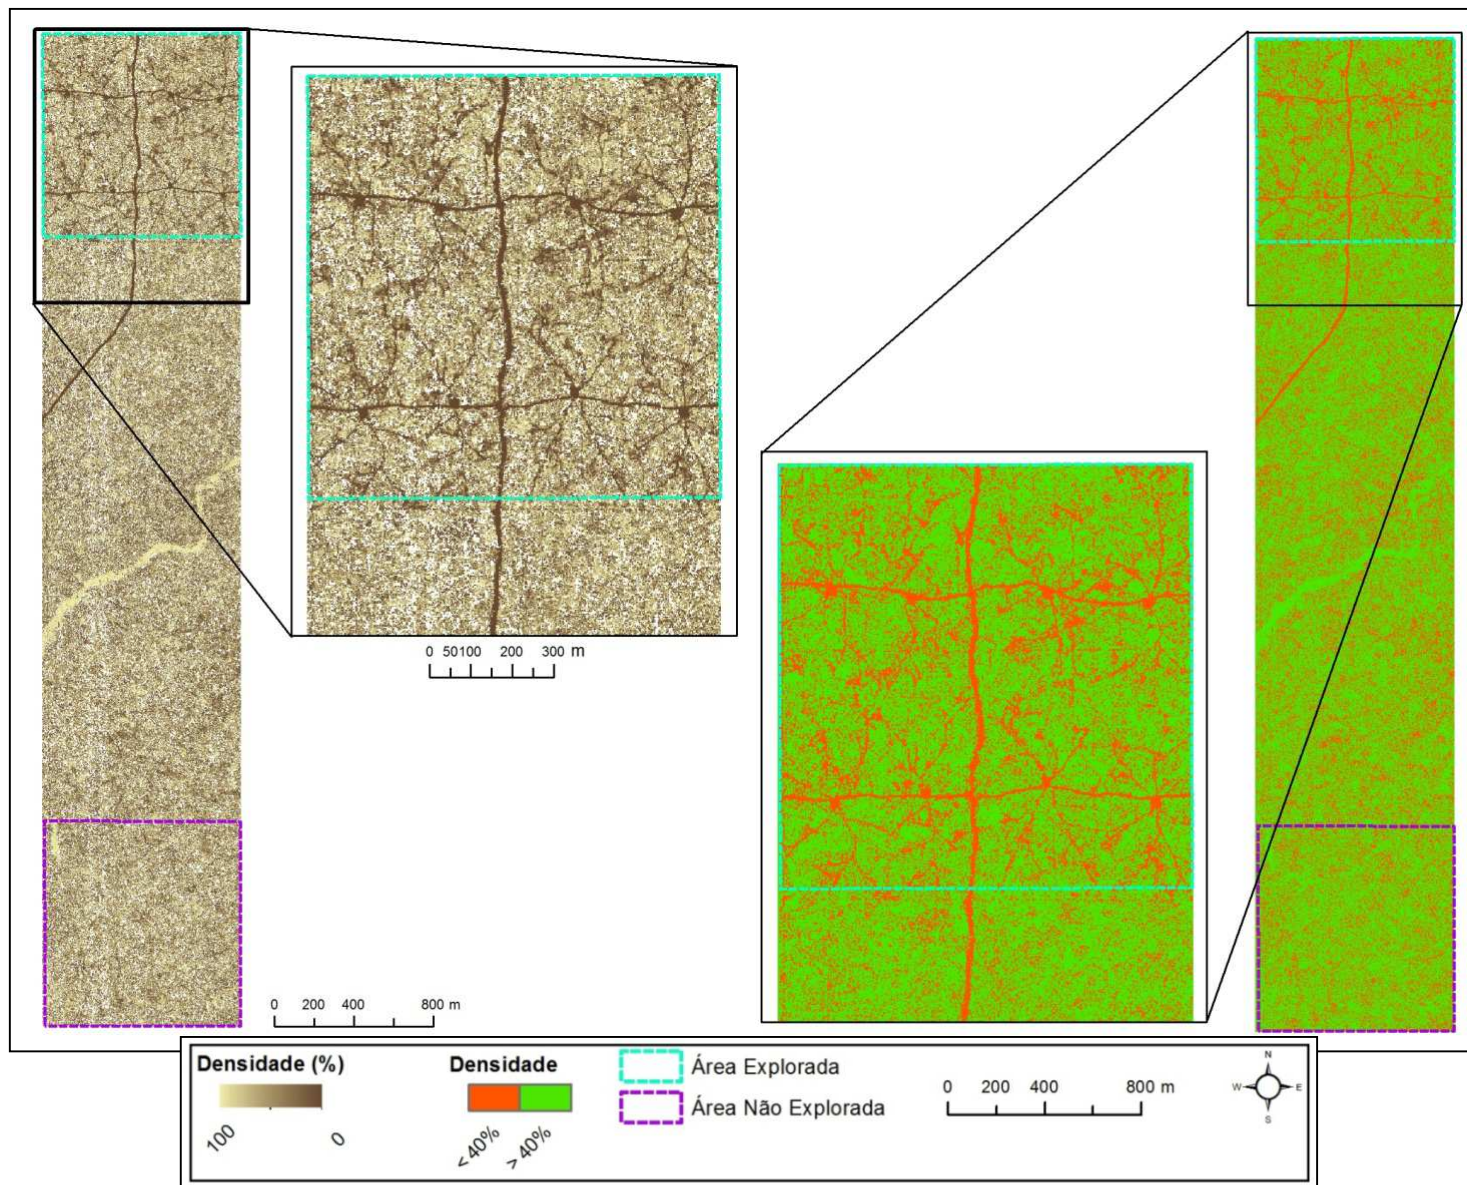 0 50100 200 300 m
0 200 400 800 m
Densidade (%)
100 0
Densidade
< 40% > 40%
Área Explorada
Área Não Explorada
0 200 400 800 m
N
W E
S